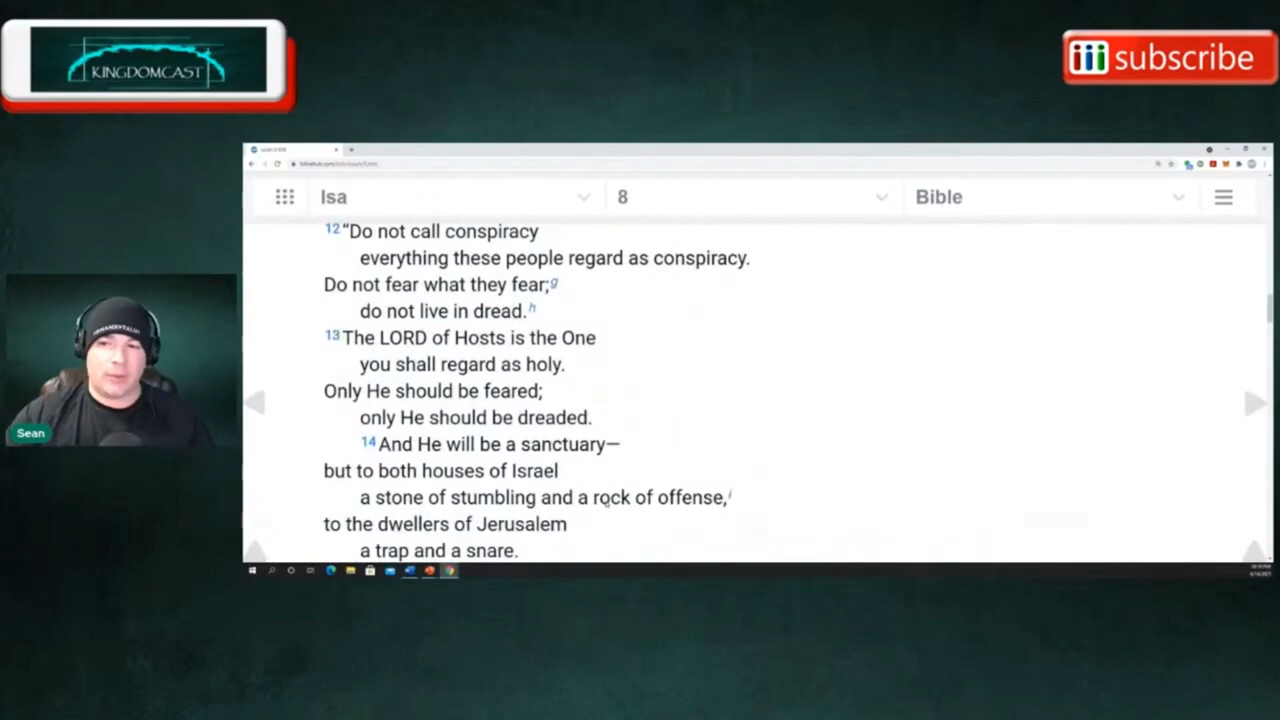 KINGDOMCAST
subscribe
Isa
8
Bible
12 “Do not call conspiracy
everything these people regard as conspiracy.
Do not fear what they fear;g
do not live in dread.h
13 The LORD of Hosts is the One
you shall regard as holy.
Only He should be feared;
only He should be dreaded.
14 And He will be a sanctuary—
but to both houses of Israel
a stone of stumbling and a rock of offense,i
to the dwellers of Jerusalem
a trap and a snare.
Sean